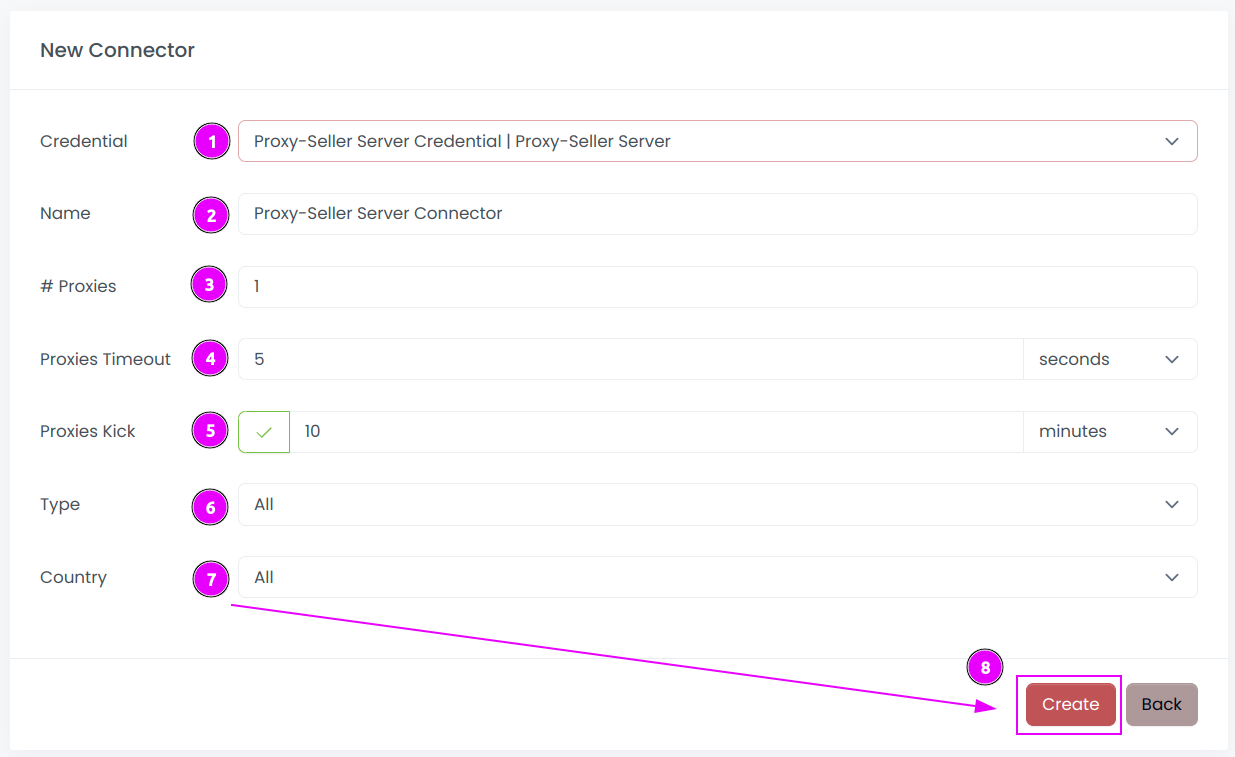 New Connector
Credential 1 Proxy-Seller Server Credential | Proxy-Seller Server
Name 2 Proxy-Seller Server Connector
# Proxies 3 1
Proxies Timeout 4 5 seconds
Proxies Kick 5 10 minutes
Type 6 All
Country 7 All
8
Create Back